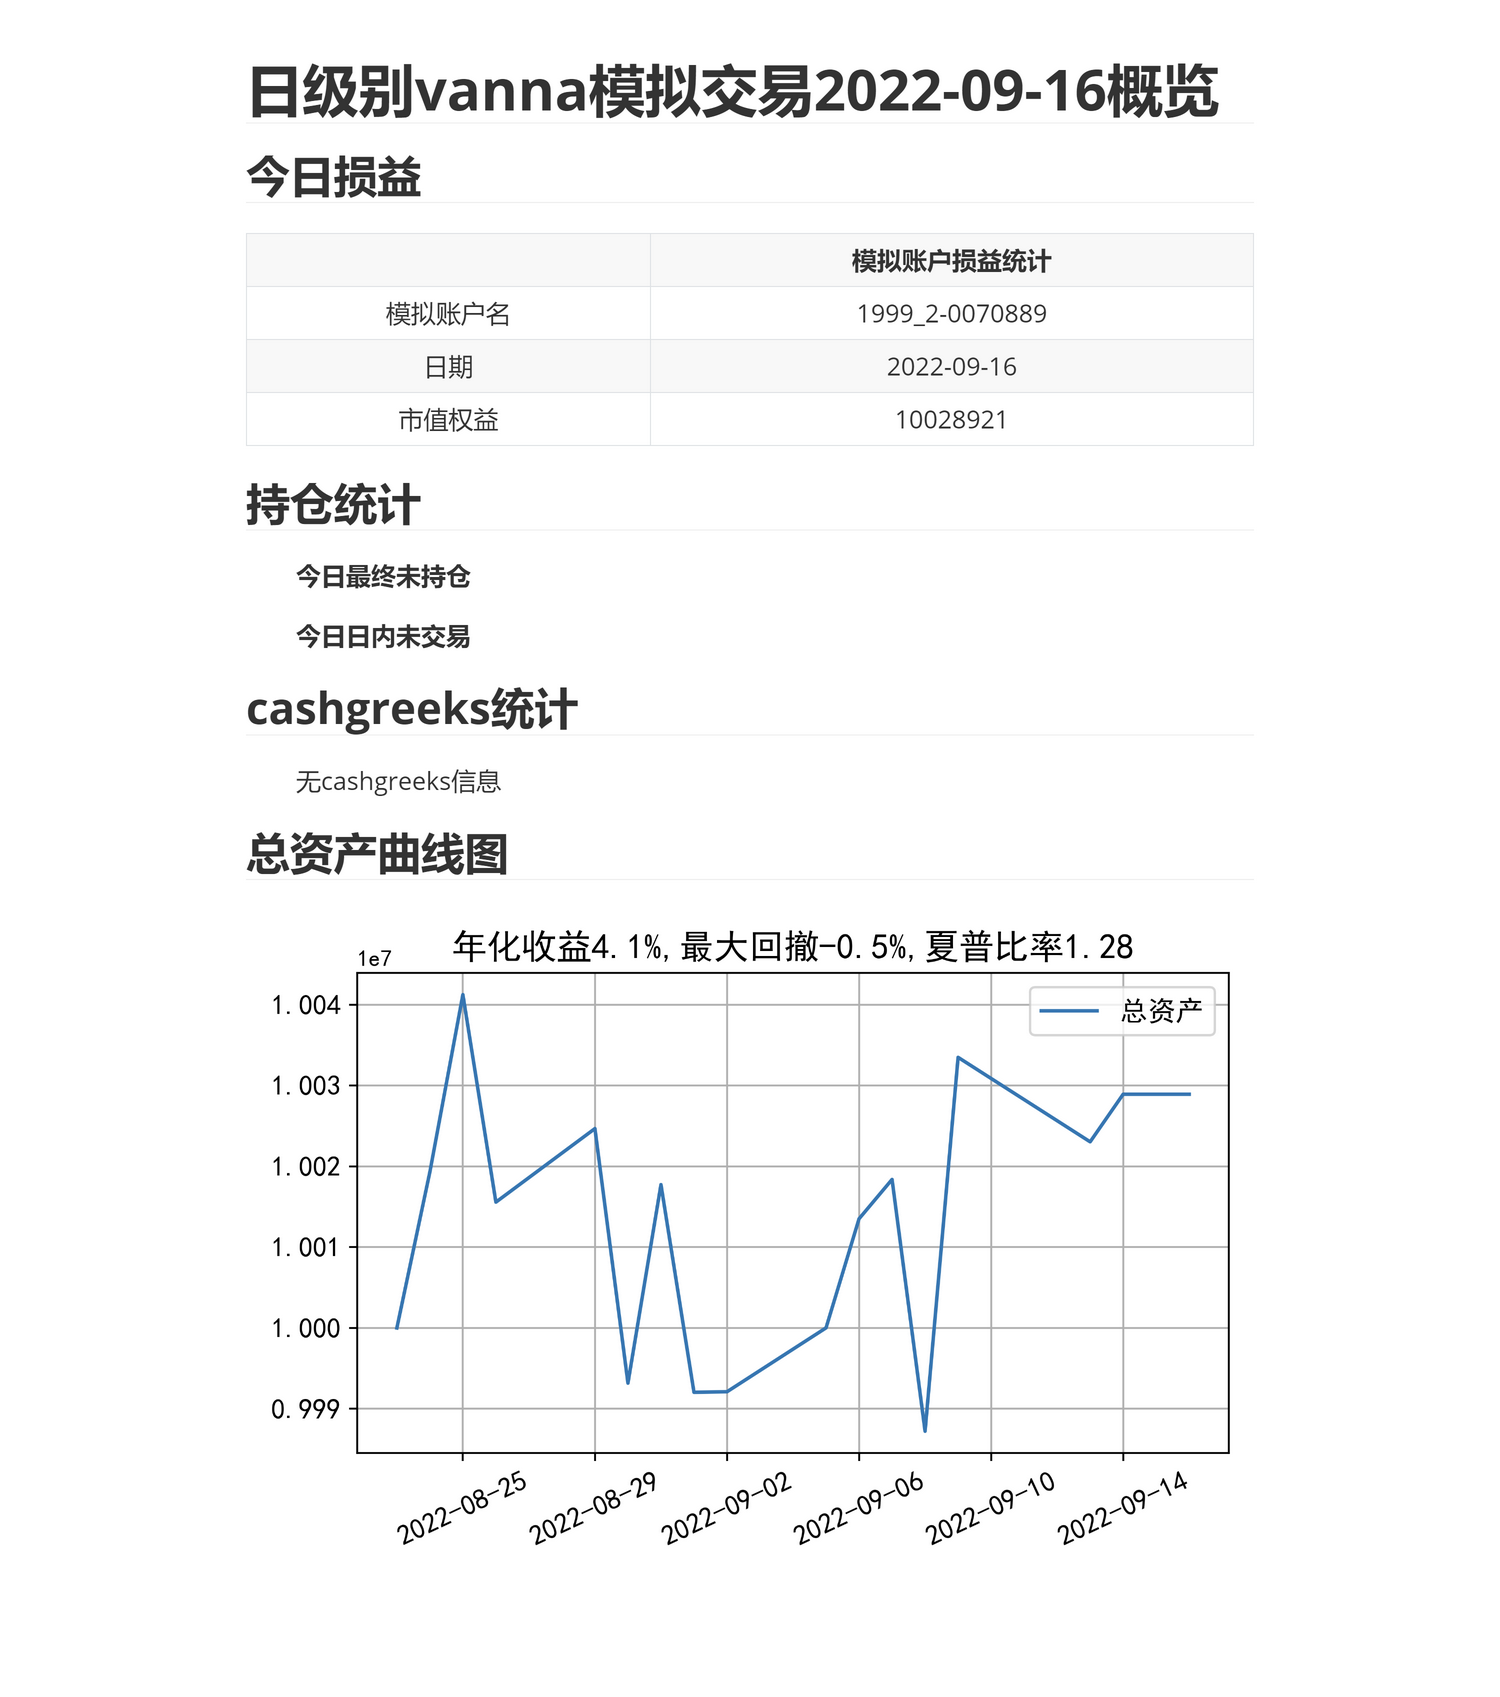 日级别vanna模拟交易2022-09-16概览
今日损益
模拟账户损益统计
模拟账户名 1999_2-0070889
日期 2022-09-16
市值权益 10028921
持仓统计
今日最终未持仓
今日日内未交易
cashgreeks统计
无cashgreeks信息
总资产曲线图
年化收益4.1%,最大回撤-0.5%,夏普比率1.28
1e7
总资产
1.004
1.003
1.002
1.001
1.000
0.999
2022-08-25 2022-08-29 2022-09-02 2022-09-06 2022-09-10 2022-09-14